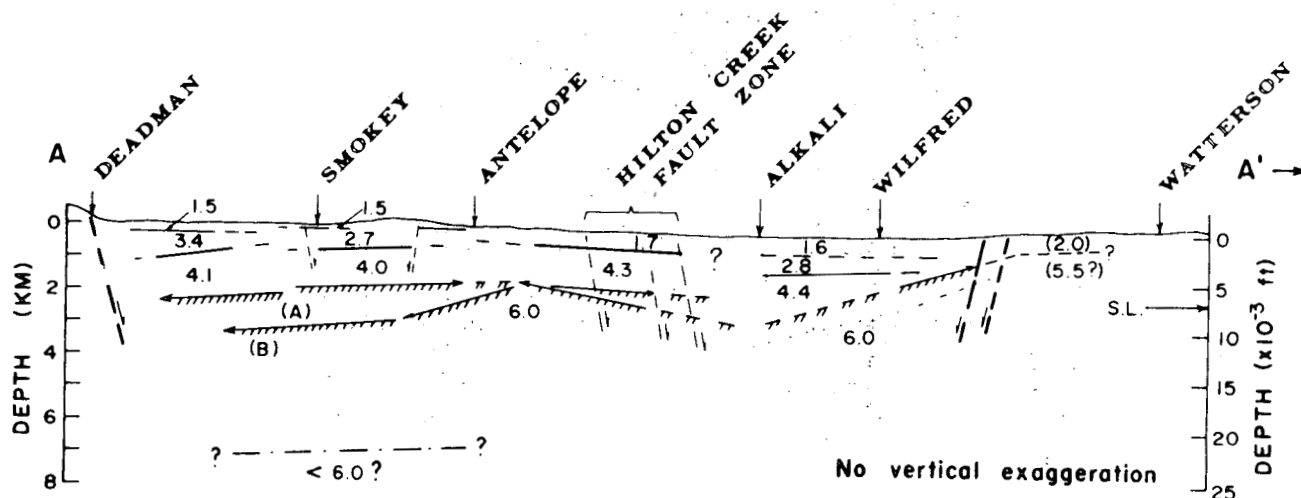 DEADMAN
SMOKEY
ANTELOPE
HILTON CREEK
FAULT ZONE
ALKALI
WILFRED
WATTERSON
A
A'
0
2
4
6
8
DEPTH (KM)
1.5
1.5
3.4
2.7
4.1
4.0
1.7
4.3
?
1.6
2.8
4.4
(2.0)
?
(5.5?)
(A)
(B)
6.0
6.0
S.L.
0
5
10
15
20
25
DEPTH (x10⁻³ ft)
? ?
< 6.0 ?
No vertical exaggeration